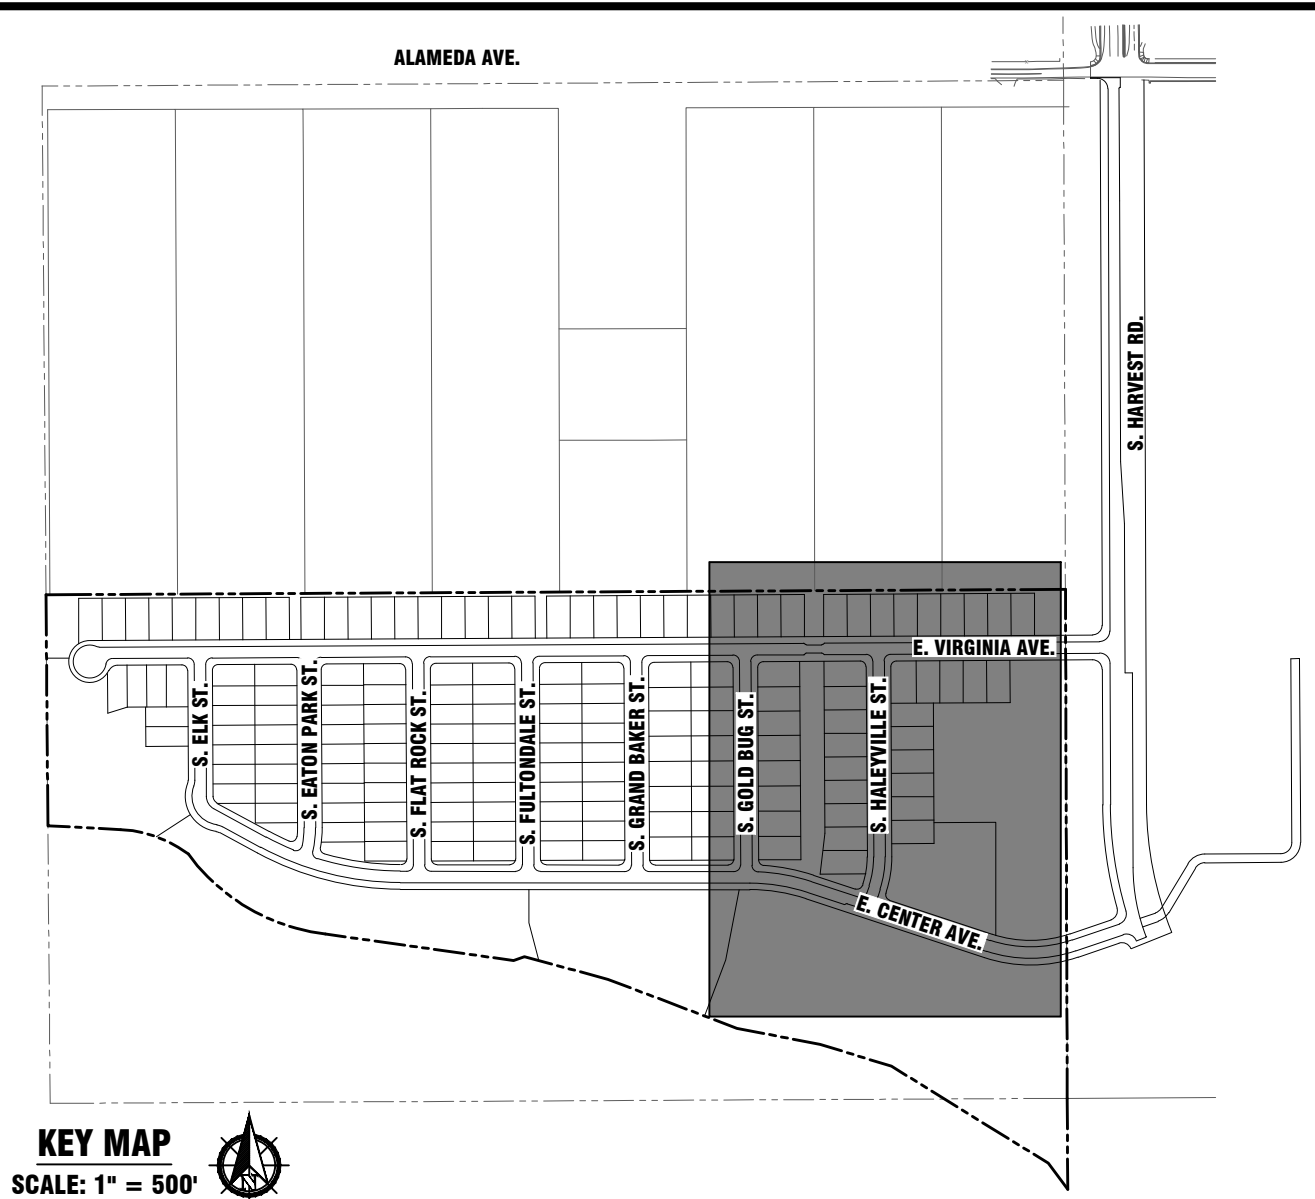 ALAMEDA AVE.
S. HARVEST RD.
E. VIRGINIA AVE.
S. ELK ST.
S. EATON PARK ST.
S. FLAT ROCK ST.
S. FULTONDALE ST.
S. GRAND BAKER ST.
S. GOLD BUG ST.
S. HALEYVILLE ST.
E. CENTER AVE.
KEY MAP
N
SCALE: 1" = 500'